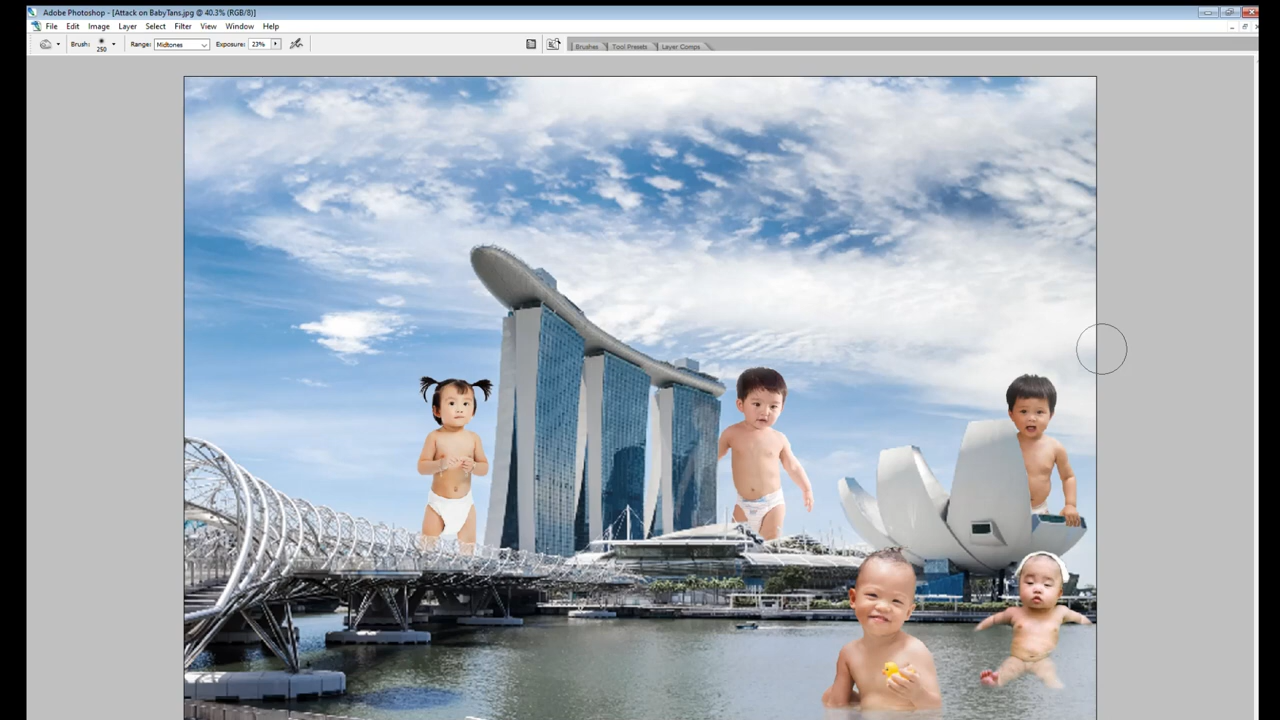 Adobe Photoshop - [Attack on BabyTans.jpg @ 40.3% (RGB/8)]
File Edit Image Layer Select Filter View Window Help
Brush: 250 Range: Midtones Exposure: 23% Brushes Tool Presets Layer Comps